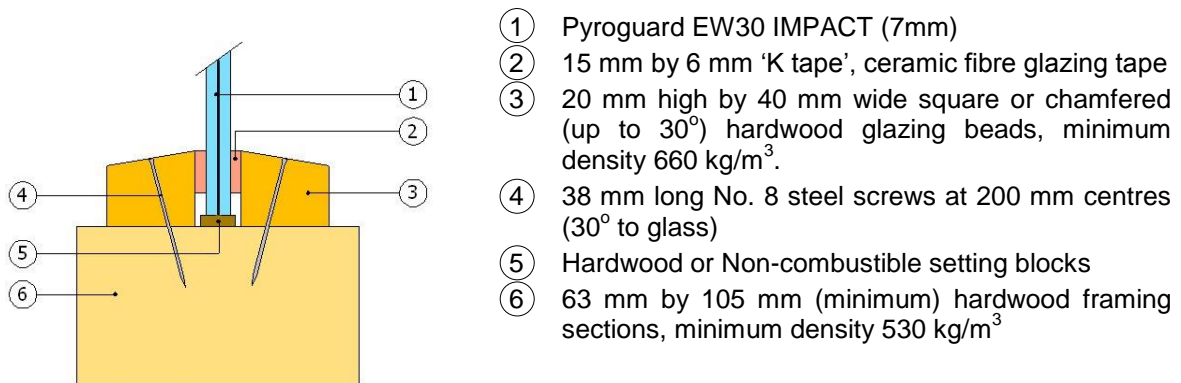 1 Pyroguard EW30 IMPACT (7mm)
2 15 mm by 6 mm ‘K tape’, ceramic fibre glazing tape
3 20 mm high by 40 mm wide square or chamfered
(up to 30°) hardwood glazing beads, minimum
density 660 kg/m³.
4 38 mm long No. 8 steel screws at 200 mm centres
(30° to glass)
5 Hardwood or Non-combustible setting blocks
6 63 mm by 105 mm (minimum) hardwood framing
sections, minimum density 530 kg/m³
1
2
4
3
5
6